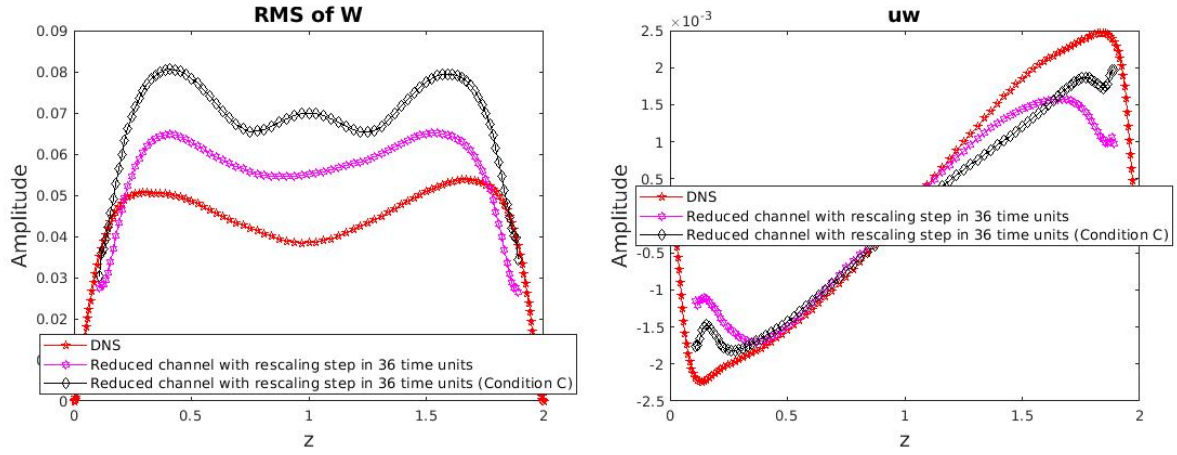 RMS of W
0.09
0.08
0.07
0.06
0.05
0.04
0.03
0.02
0
Amplitude
DNS
Reduced channel with rescaling step in 36 time units
Reduced channel with rescaling step in 36 time units (Condition C)
0 0.5 1 1.5 2
z
uw
×10⁻³
2.5
2
1.5
1
0.5
-0.5
-1
-1.5
-2
-2.5
Amplitude
DNS
Reduced channel with rescaling step in 36 time units
Reduced channel with rescaling step in 36 time units (Condition C)
0 0.5 1 1.5 2
z